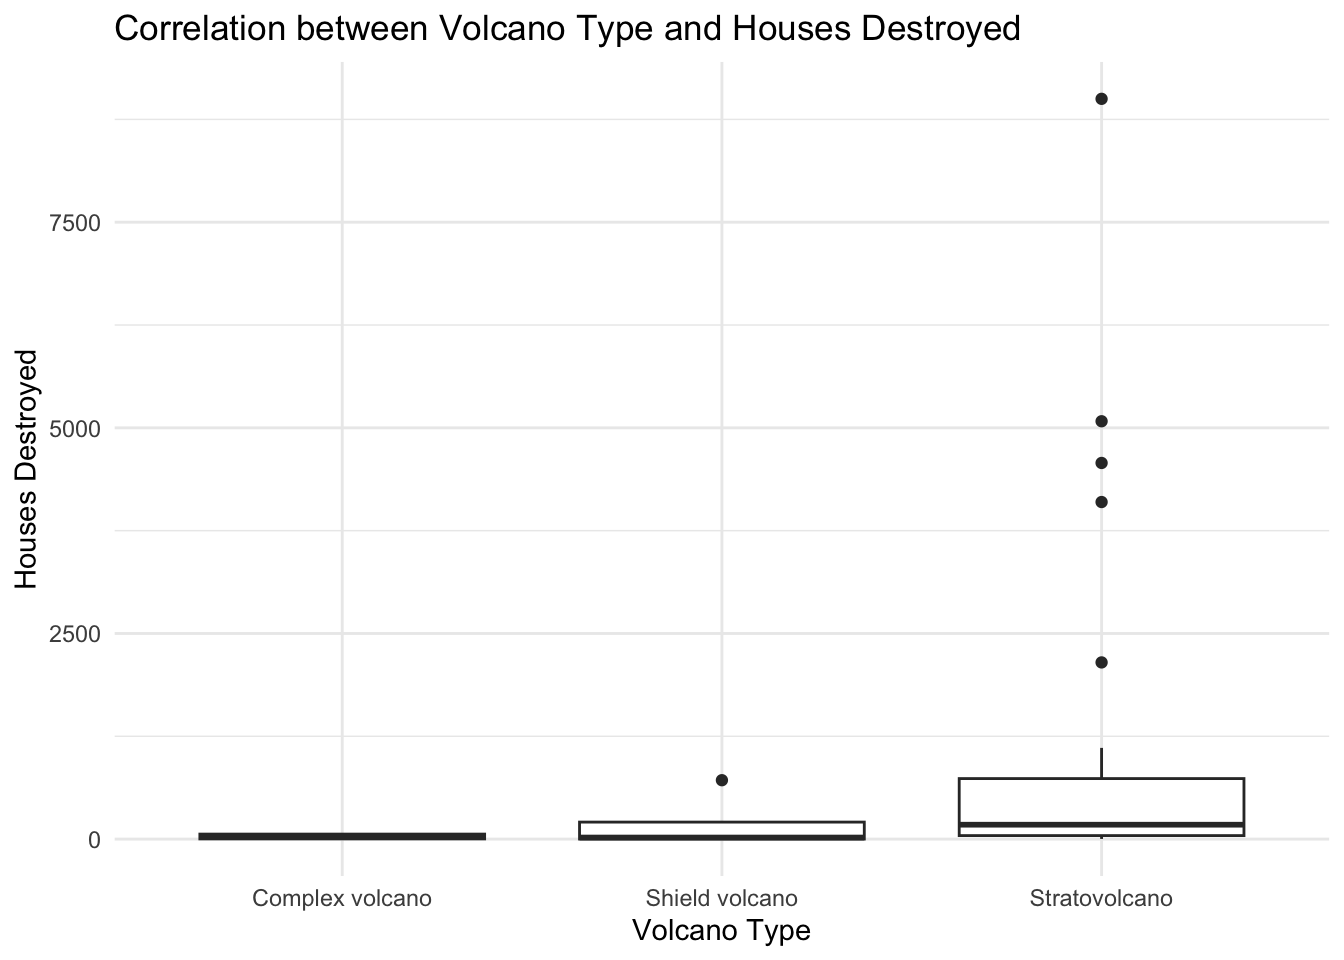 Correlation between Volcano Type and Houses Destroyed
Houses Destroyed
7500
5000
2500
0
Complex volcano
Shield volcano
Stratovolcano
Volcano Type